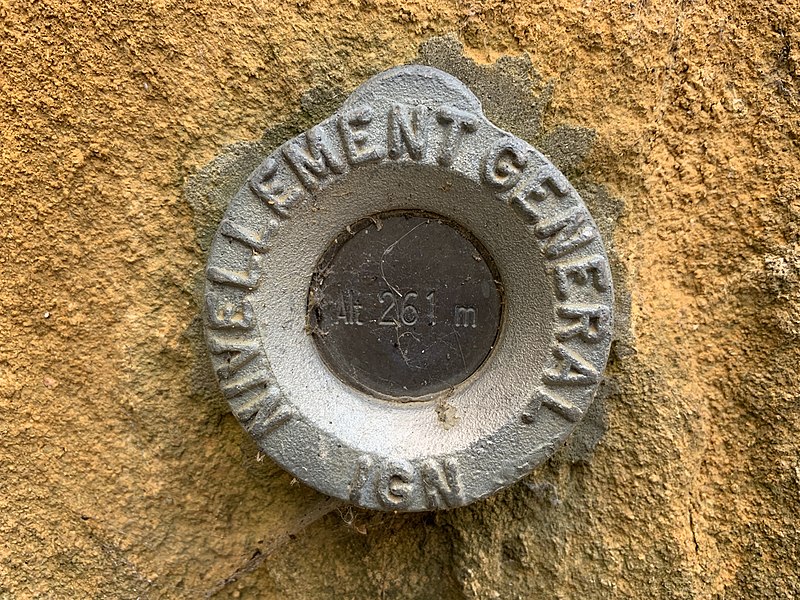 NIVELLEMENT GENERAL.
Alt 261 m
IGN